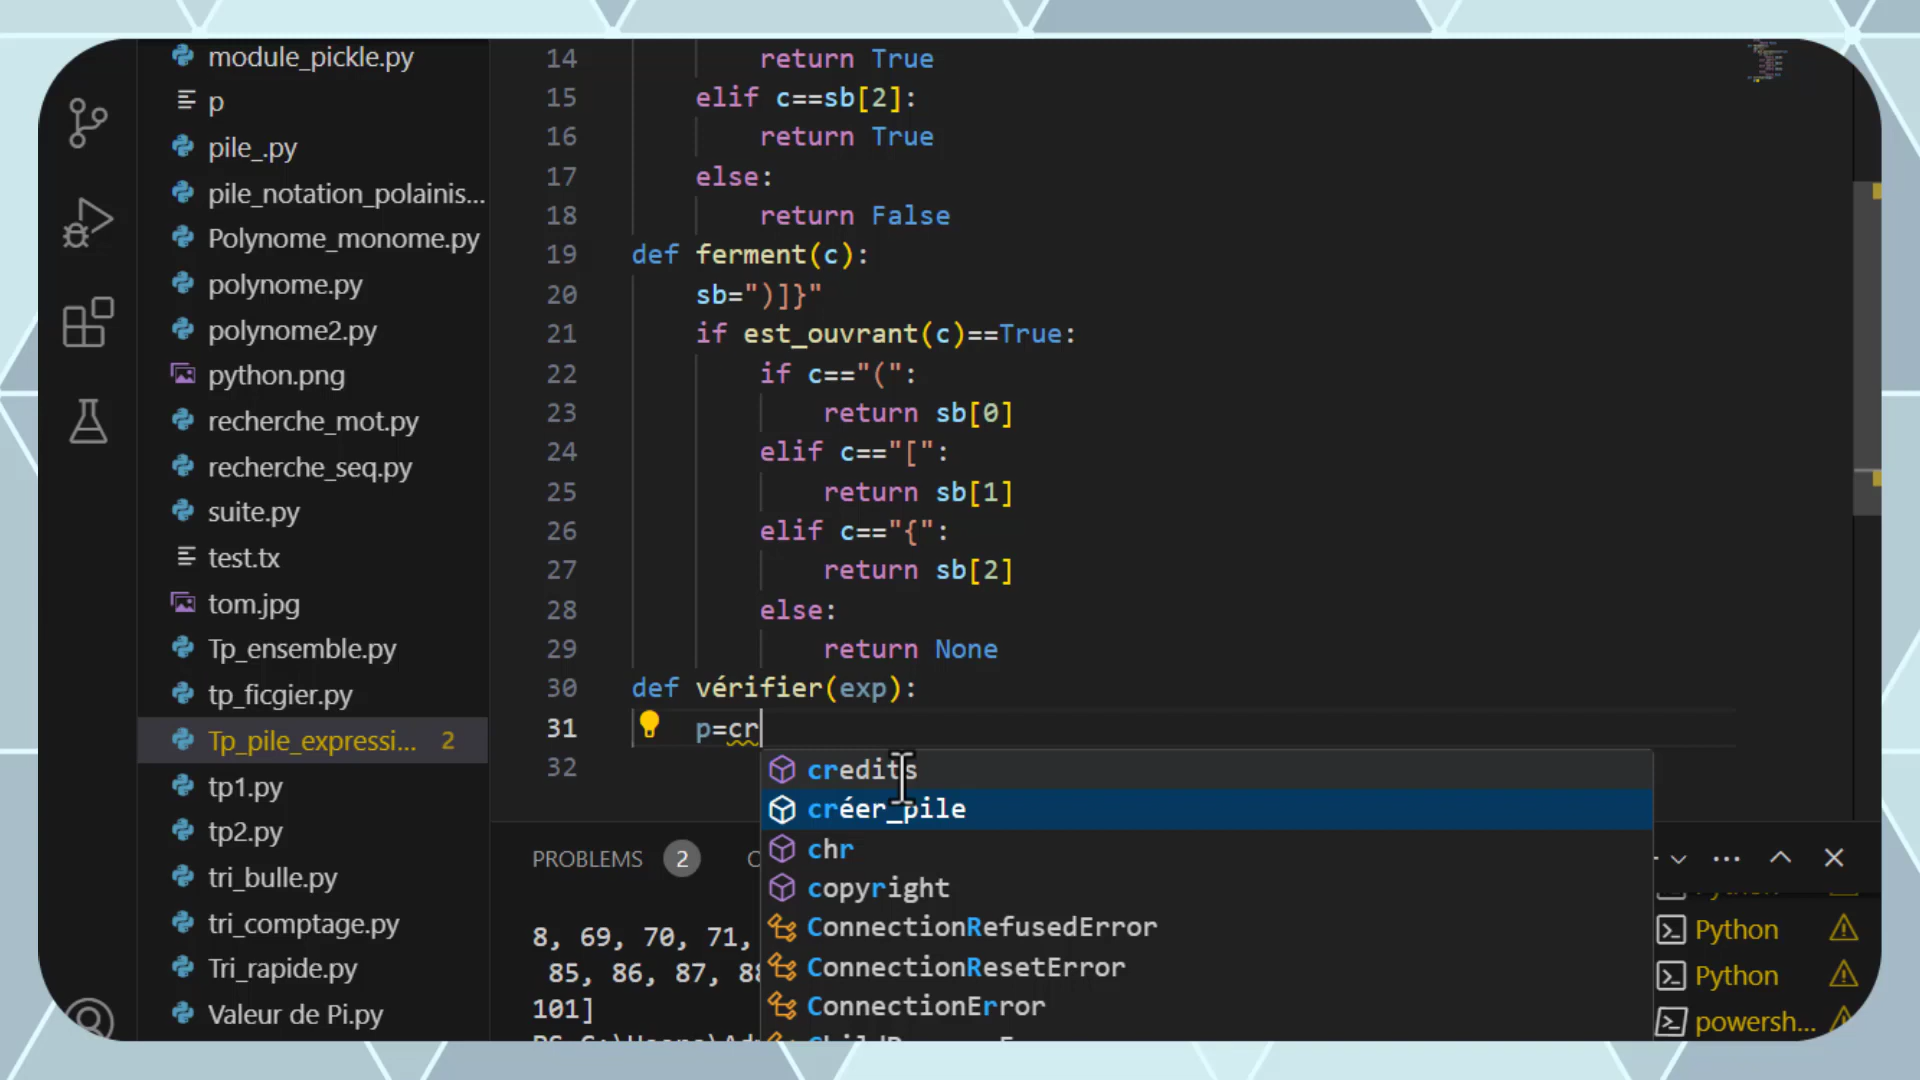 module_pickle.py
p
pile_.py
pile_notation_polainis...
Polynome_monome.py
polynome.py
polynome2.py
python.png
recherche_mot.py
recherche_seq.py
suite.py
test.tx
tom.jpg
Tp_ensemble.py
tp_ficgier.py
Tp_pile_expressi... 2
tp1.py
tp2.py
tri_bulle.py
tri_comptage.py
Tri_rapide.py
Valeur de Pi.py
14 return True
15 elif c==sb[2]:
16 return True
17 else:
18 return False
19 def ferment(c):
20 sb=")]}"
21 if est_ouvrant(c)==True:
22 if c=="(":
23 return sb[0]
24 elif c=="[":
25 return sb[1]
26 elif c=="{":
27 return sb[2]
28 else:
29 return None
30 def vérifier(exp):
31 p=cr
32
credits
créer_pile
chr
copyright
ConnectionRefusedError
ConnectionResetError
ConnectionError
PROBLEMS 2
8, 69, 70, 71,
85, 86, 87, 88
101]
Python
Python
powersh...